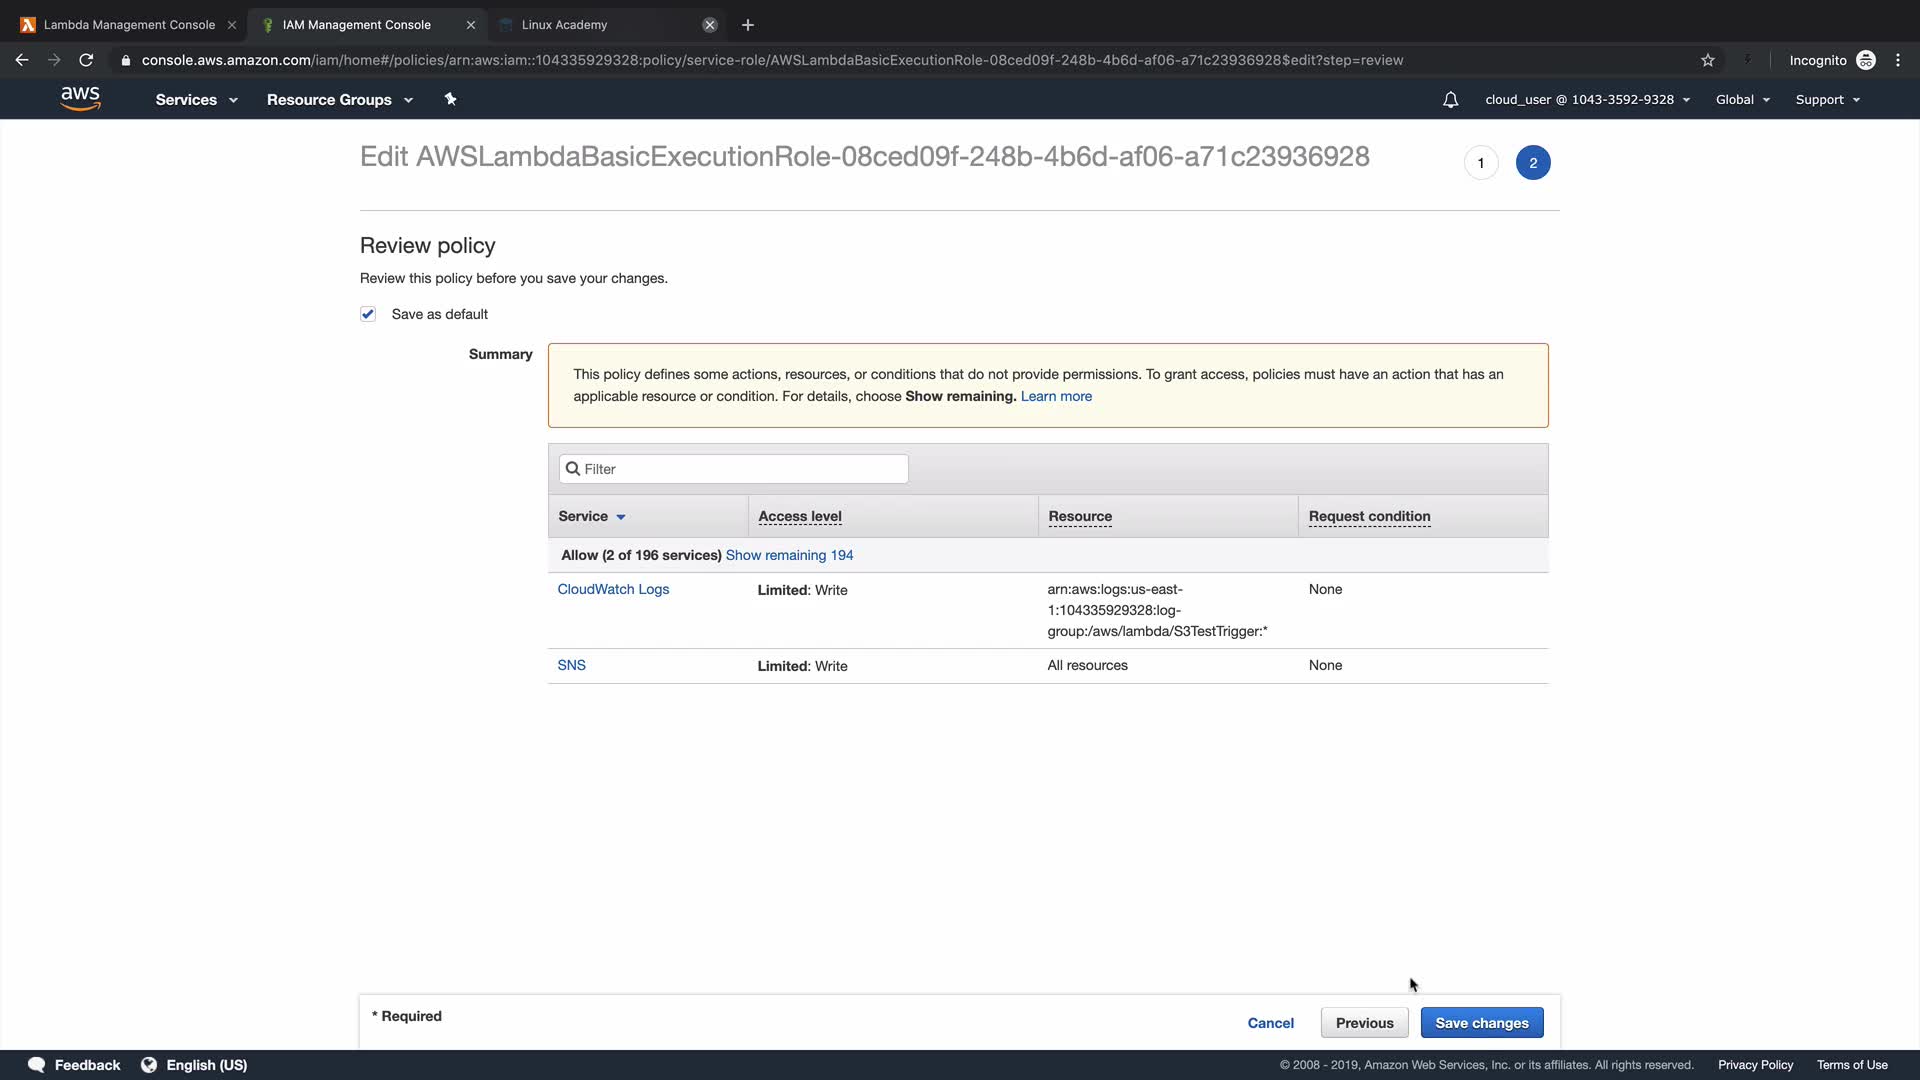 Lambda Management Console
IAM Management Console
Linux Academy
console.aws.amazon.com/iam/home#/policies/arn:aws:iam::104335929328:policy/service-role/AWSLambdaBasicExecutionRole-08ced09f-248b-4b6d-af06-a71c23936928$edit?step=review
Incognito
aws
Services
Resource Groups
cloud_user @ 1043-3592-9328
Global
Support
Edit AWSLambdaBasicExecutionRole-08ced09f-248b-4b6d-af06-a71c23936928
1
2
Review policy
Review this policy before you save your changes.
Save as default
Summary
This policy defines some actions, resources, or conditions that do not provide permissions. To grant access, policies must have an action that has an
applicable resource or condition. For details, choose Show remaining. Learn more
Filter
Service
Access level
Resource
Request condition
Allow (2 of 196 services) Show remaining 194
CloudWatch Logs
Limited: Write
arn:aws:logs:us-east-
1:104335929328:log-
group:/aws/lambda/S3TestTrigger:*
None
SNS
Limited: Write
All resources
None
* Required
Cancel
Previous
Save changes
Feedback
English (US)
© 2008 - 2019, Amazon Web Services, Inc. or its affiliates. All rights reserved.
Privacy Policy
Terms of Use